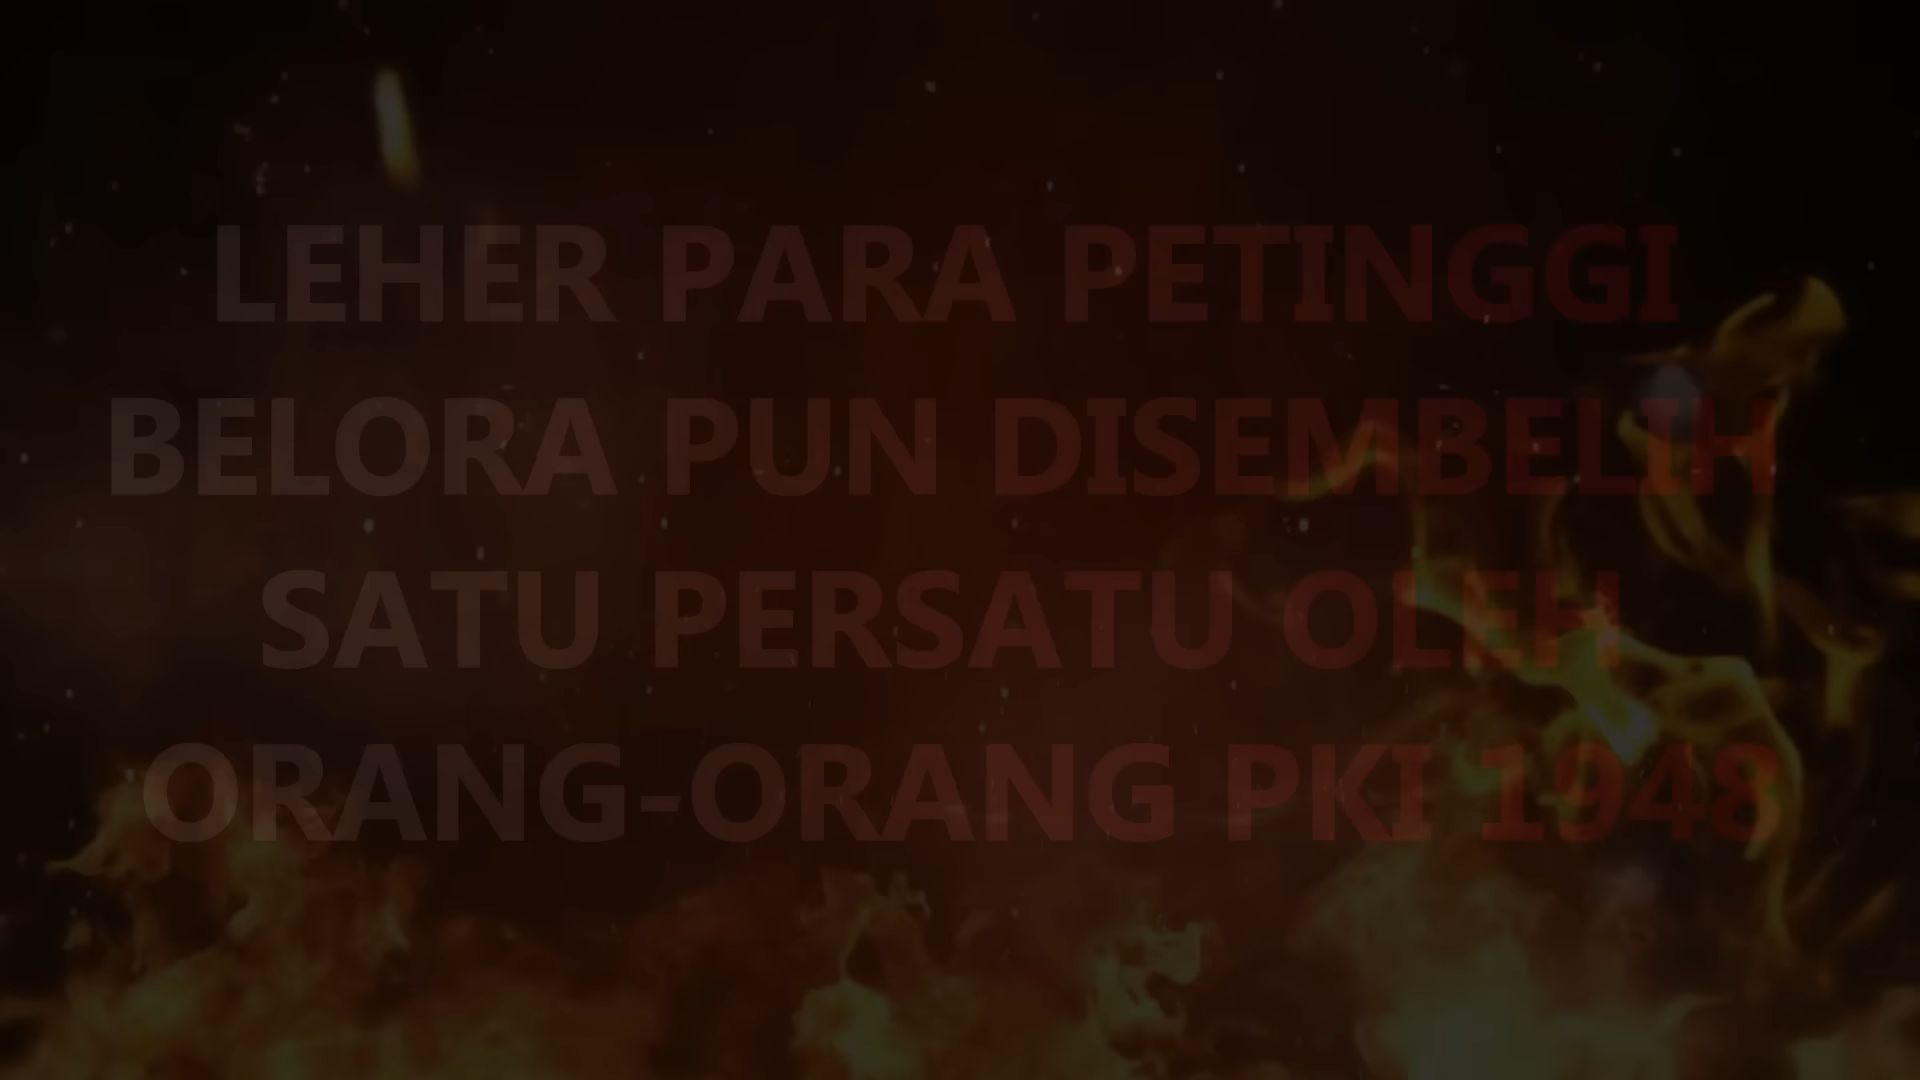 LEHER PARA PETINGGI
BELORA PUN DISEMBELIH
SATU PERSATU OLEH
ORANG-ORANG PKI 1948